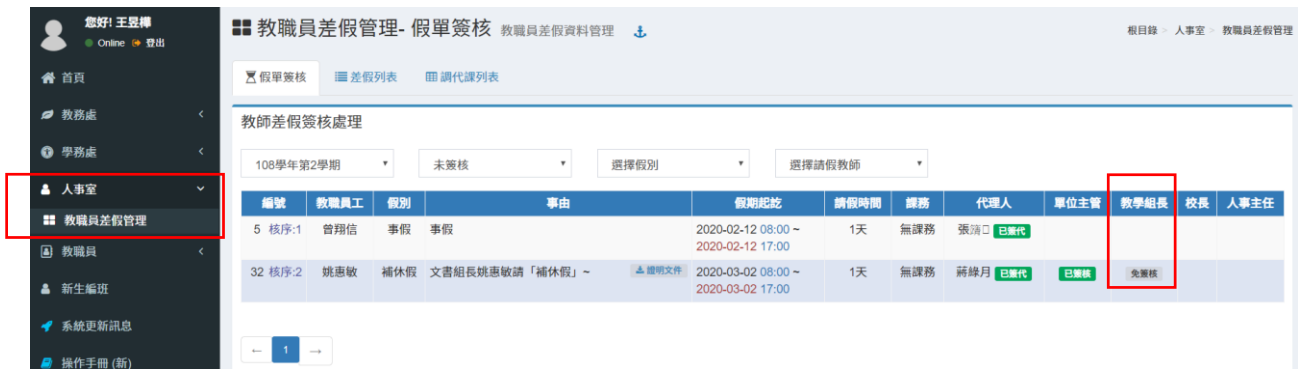 您好! 王昱樺
Online 登出
首頁
教務處
學務處
人事室
教職員差假管理
教職員
新生編班
系統更新訊息
操作手冊 (新)
教職員差假管理- 假單簽核 教職員差假資料管理
根目錄 > 人事室 > 教職員差假管理
假單簽核 差假列表 調代課列表
教師差假簽核處理
108學年第2學期 未簽核 選擇假別 選擇請假教師
編號 教職員工 假別 事由 假期起訖 請假時間 課務 代理人 單位主管 教學組長 校長 人事主任
5 核序:1 曾翔信 事假 事假 2020-02-12 08:00 ~ 1天 無課務 張 已簽代
2020-02-12 17:00
32 核序:2 姚惠敏 補休假 文書組長姚惠敏請「補休假」~ 證明文件 2020-03-02 08:00 ~ 1天 無課務 蔣綠月 已簽代 已簽核 免簽核
2020-03-02 17:00
← 1 →